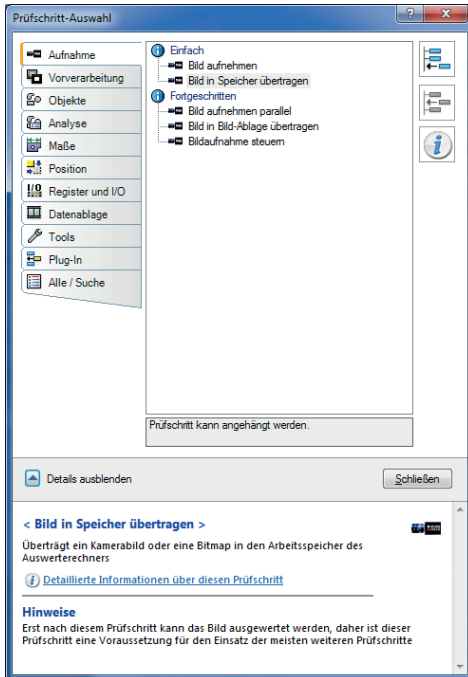 Prüfschritt-Auswahl
Aufnahme
Vorverarbeitung
Objekte
Analyse
Maße
Position
Register und I/O
Datenablage
Tools
Plug-In
Alle / Suche
Einfach
Bild aufnehmen
Bild in Speicher übertragen
Fortgeschritten
Bild aufnehmen parallel
Bild in Bild-Ablage übertragen
Bildaufnahme steuern
Prüfschritt kann angehängt werden.
Details ausblenden
Schließen
< Bild in Speicher übertragen >
Überträgt ein Kamerabild oder eine Bitmap in den Arbeitsspeicher des
Auswerterechners
Detaillierte Informationen über diesen Prüfschritt
Hinweise
Erst nach diesem Prüfschritt kann das Bild ausgewertet werden, daher ist dieser
Prüfschritt eine Voraussetzung für den Einsatz der meisten weiteren Prüfschritte